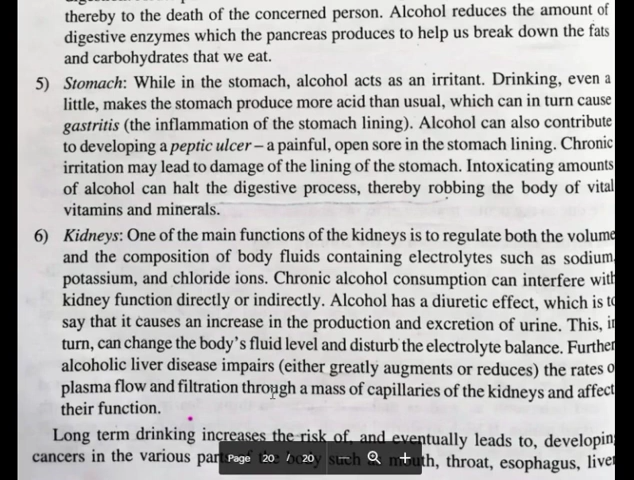 thereby to the death of the concerned person. Alcohol reduces the amount of
digestive enzymes which the pancreas produces to help us break down the fats
and carbohydrates that we eat.
5) Stomach: While in the stomach, alcohol acts as an irritant. Drinking, even a
little, makes the stomach produce more acid than usual, which can in turn cause
gastritis (the inflammation of the stomach lining). Alcohol can also contribute
to developing a peptic ulcer – a painful, open sore in the stomach lining. Chronic
irritation may lead to damage of the lining of the stomach. Intoxicating amounts
of alcohol can halt the digestive process, thereby robbing the body of vital
vitamins and minerals.
6) Kidneys: One of the main functions of the kidneys is to regulate both the volume
and the composition of body fluids containing electrolytes such as sodium,
potassium, and chloride ions. Chronic alcohol consumption can interfere with
kidney function directly or indirectly. Alcohol has a diuretic effect, which is to
say that it causes an increase in the production and excretion of urine. This, in
turn, can change the body's fluid level and disturb the electrolyte balance. Further
alcoholic liver disease impairs (either greatly augments or reduces) the rates o
plasma flow and filtration through a mass of capillaries of the kidneys and affect
their function.
Long term drinking increases the risk of, and eventually leads to, developin
cancers in the various of the body such mouth, throat, esophagus, live
Page 20 / 20 — +